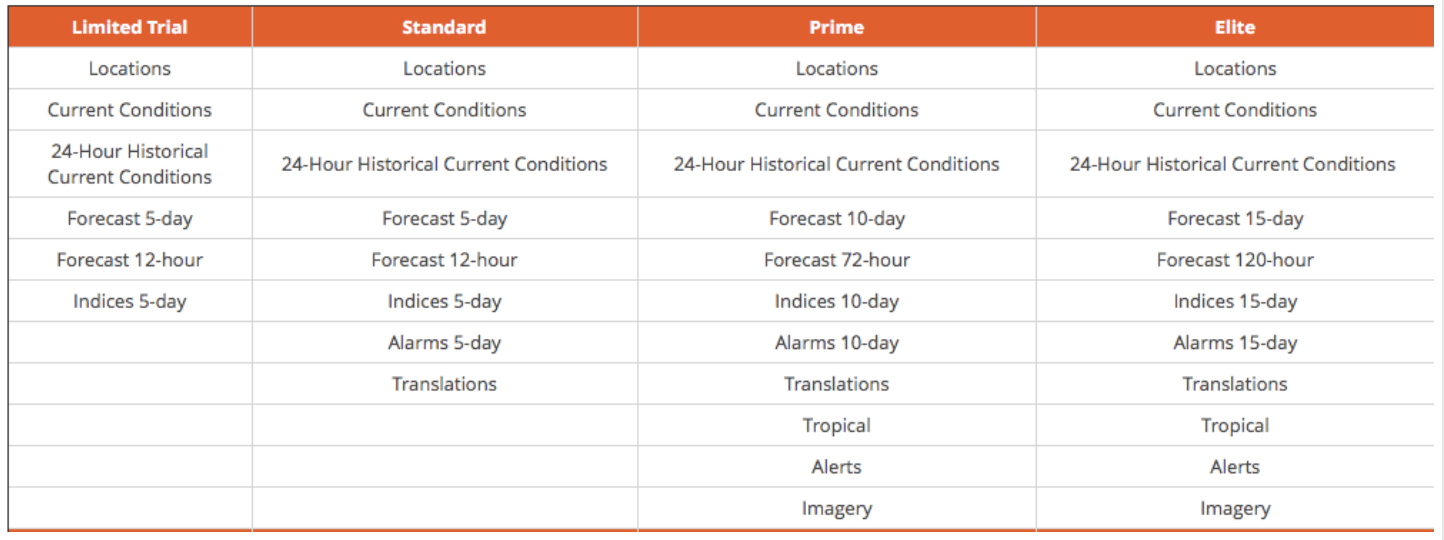 Limited Trial Standard Prime Elite
Locations Locations Locations Locations
Current Conditions Current Conditions Current Conditions Current Conditions
24-Hour Historical
Current Conditions 24-Hour Historical Current Conditions 24-Hour Historical Current Conditions 24-Hour Historical Current Conditions
Forecast 5-day Forecast 5-day Forecast 10-day Forecast 15-day
Forecast 12-hour Forecast 12-hour Forecast 72-hour Forecast 120-hour
Indices 5-day Indices 5-day Indices 10-day Indices 15-day
Alarms 5-day Alarms 10-day Alarms 15-day
Translations Translations Translations
Tropical Tropical
Alerts Alerts
Imagery Imagery